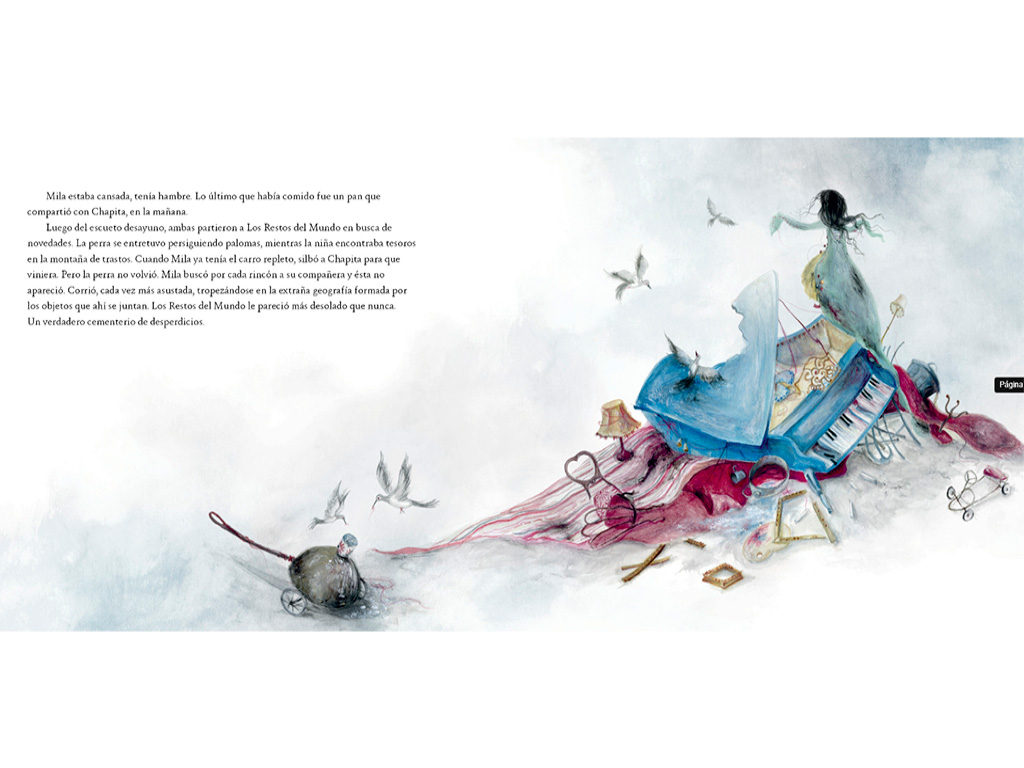 Mila estaba cansada, tenía hambre. Lo último que había comido fue un pan que
compartió con Chapita, en la mañana.
Luego del escueto desayuno, ambas partieron a Los Restos del Mundo en busca de
novedades. La perra se entretuvo persiguiendo palomas, mientras la niña encontraba tesoros
en la montaña de trastos. Cuando Mila ya tenía el carro repleto, silbó a Chapita para que
viniera. Pero la perra no volvió. Mila buscó por cada rincón a su compañera y ésta no
apareció. Corrió, cada vez más asustada, tropezándose en la extraña geografía formada por
los objetos que ahí se juntan. Los Restos del Mundo le pareció más desolado que nunca.
Un verdadero cementerio de desperdicios.
Página